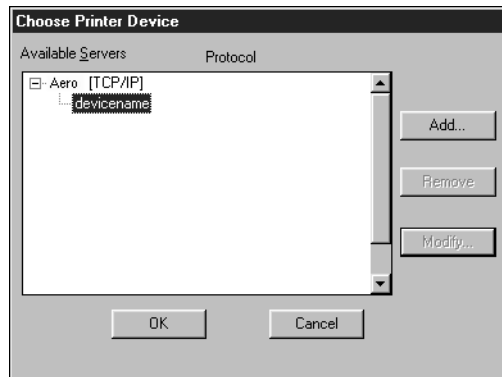 Choose Printer Device
Available Servers Protocol
Aero [TCP/IP]
devicename
Add...
Remove
Modify...
OK Cancel